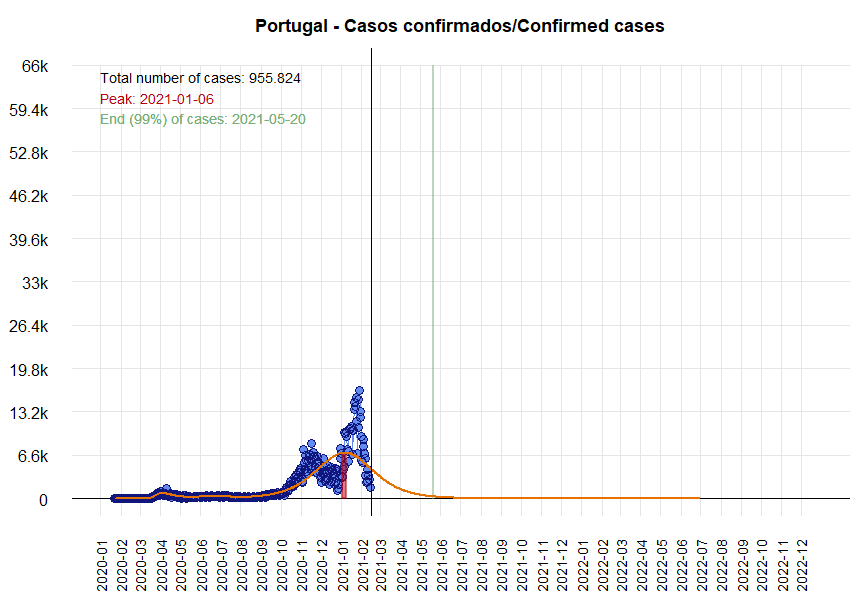 Portugal - Casos confirmados/Confirmed cases
66k
Total number of cases: 955.824
Peak: 2021-01-06
59.4k
End (99%) of cases: 2021-05-20
52.8k
46.2k
39.6k
33k
26.4k
19.8k
13.2k
6.6k
0
2020-01
2020-02
2020-03
2020-04
2020-05
2020-06
2020-07
2020-08
2020-09
2020-10
2020-11
2020-12
2021-01
2021-02
2021-03
2021-04
2021-05
2021-06
2021-07
2021-08
2021-09
2021-10
2021-11
2021-12
2022-01
2022-02
2022-03
2022-04
2022-05
2022-06
2022-07
2022-08
2022-09
2022-10
2022-11
2022-12